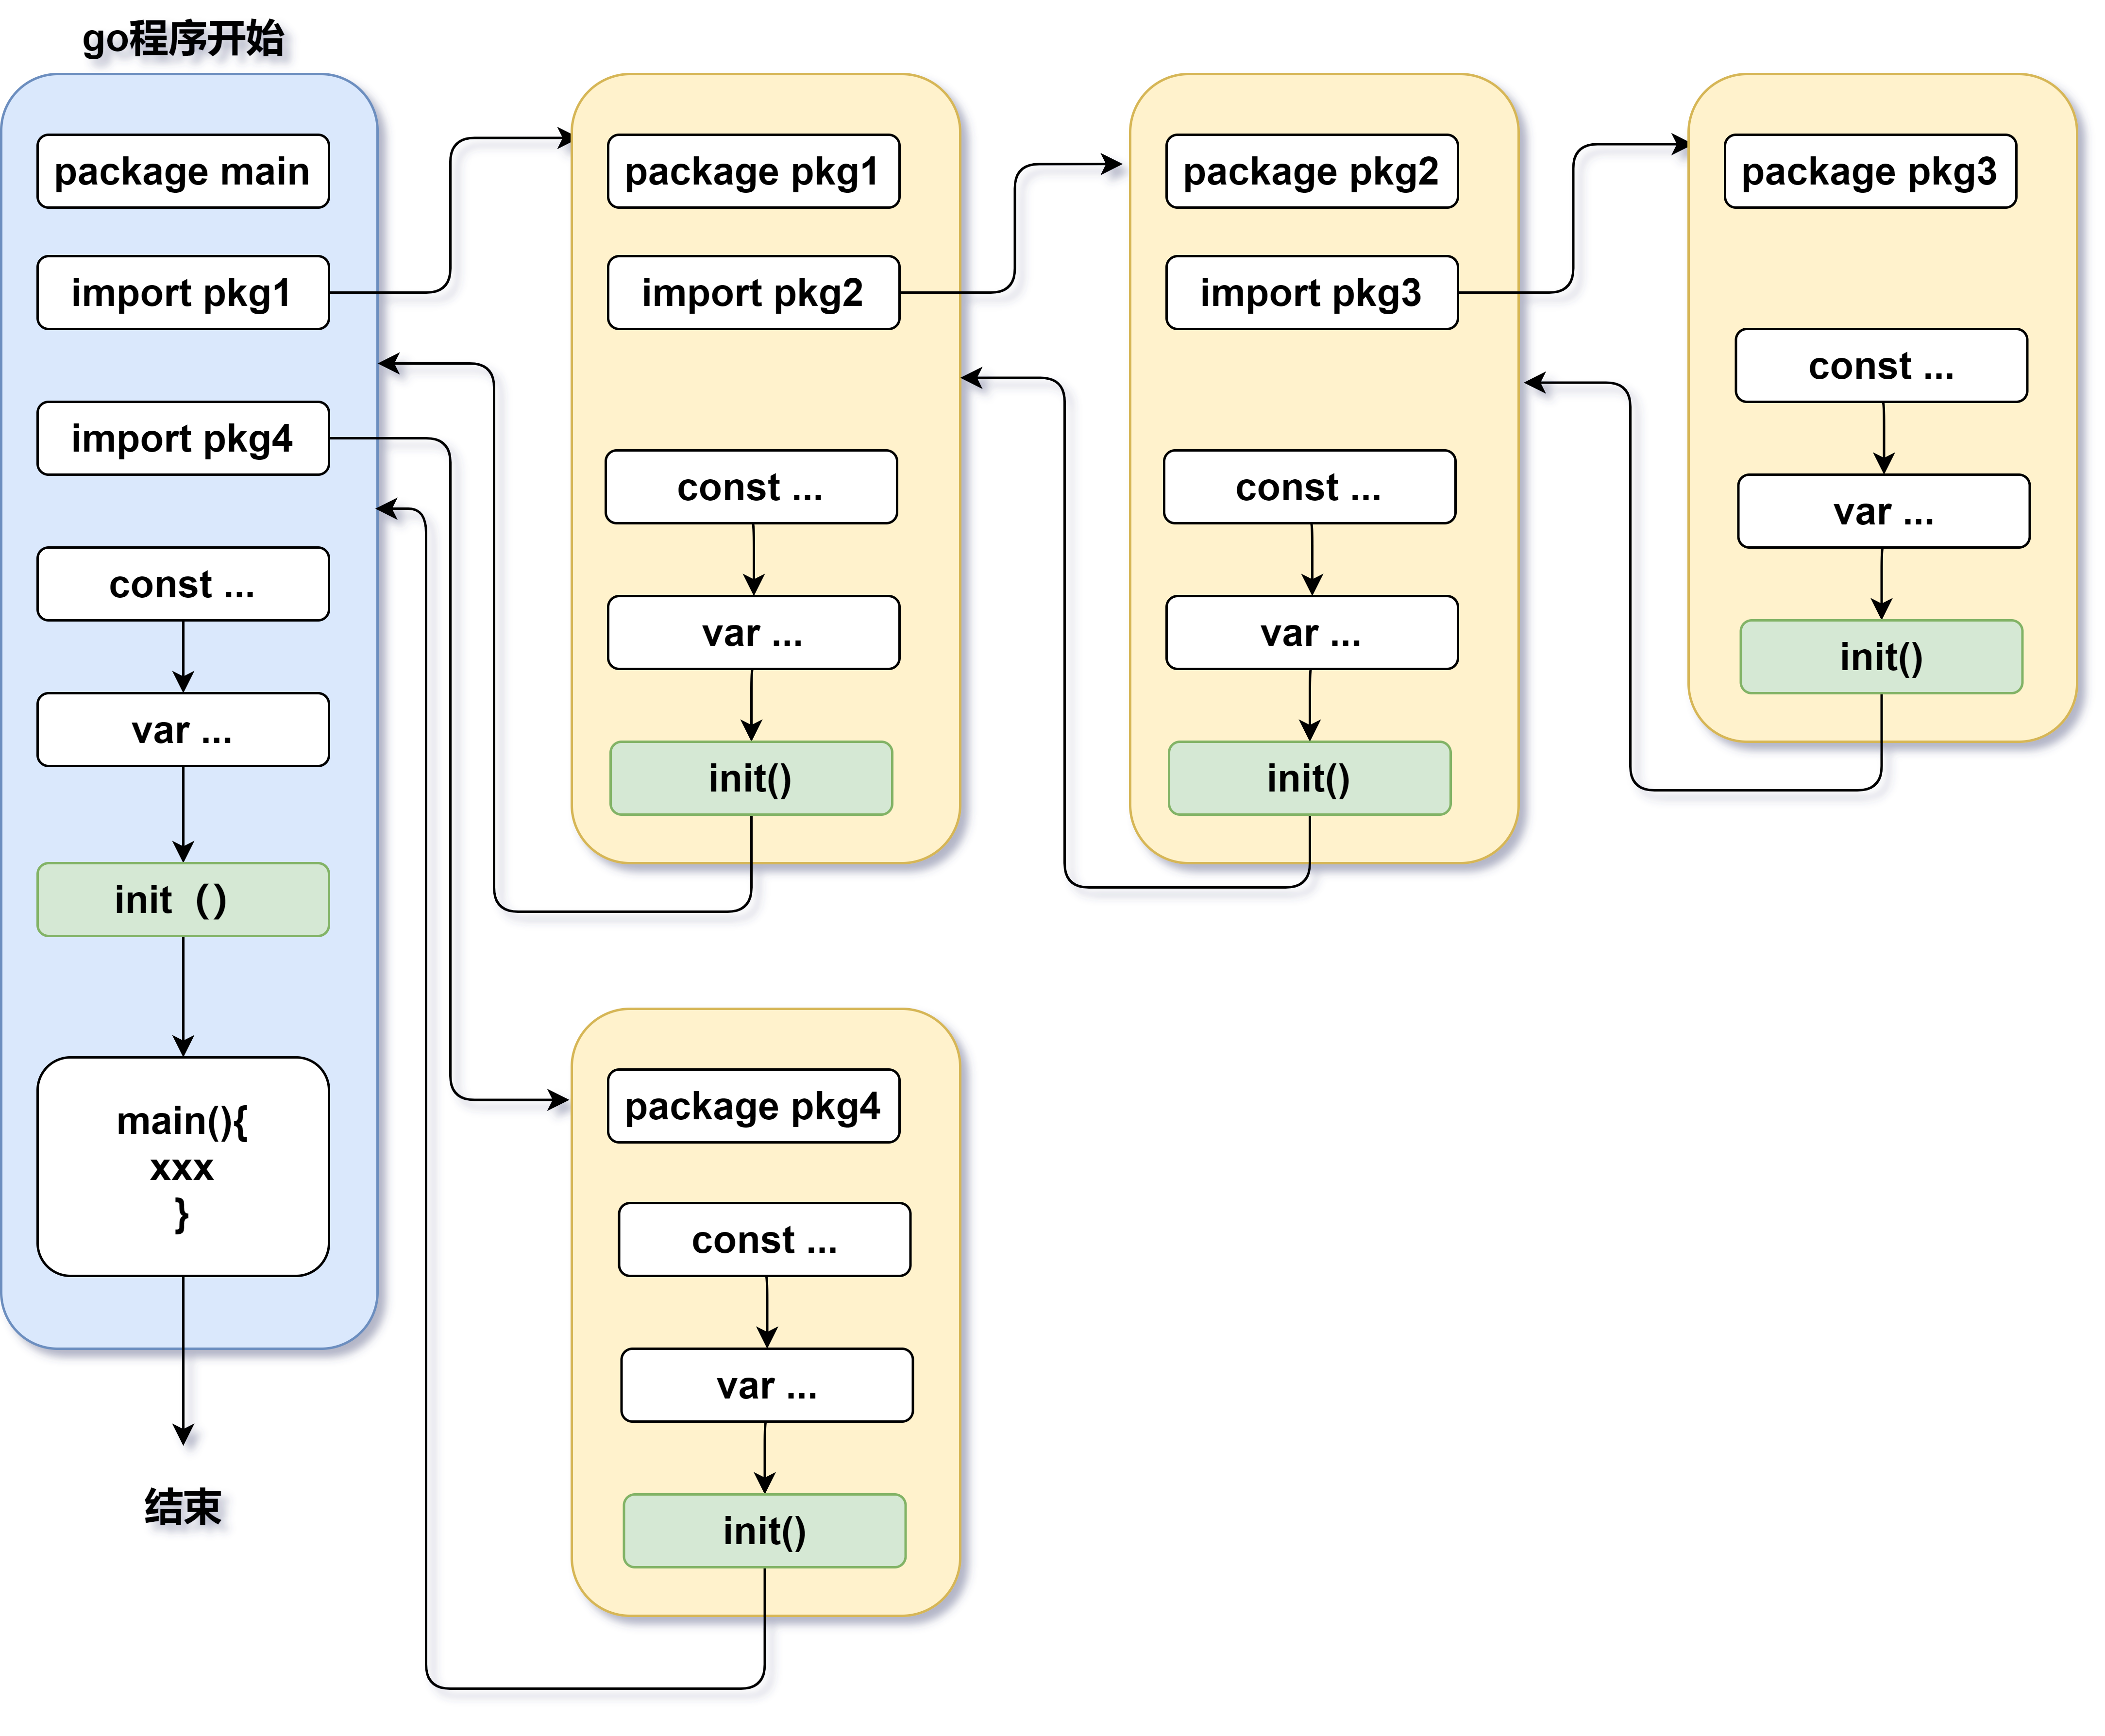 go程序开始
package main
import pkg1
import pkg4
const ...
var ...
init（）
main(){
xxx
}
结束
package pkg1
import pkg2
const ...
var ...
init()
package pkg2
import pkg3
const ...
var ...
init()
package pkg3
const ...
var ...
init()
package pkg4
const ...
var ...
init()